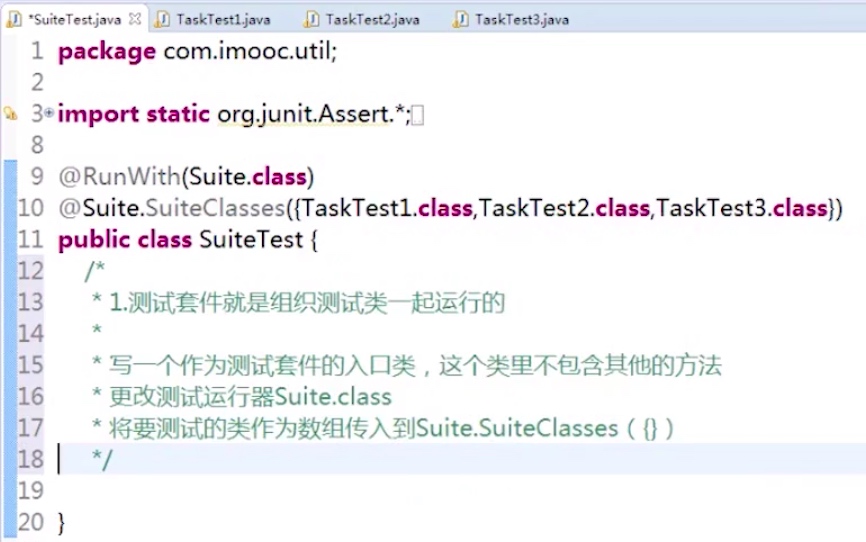 *SuiteTest.java TaskTest1.java TaskTest2.java TaskTest3.java
1 package com.imooc.util;
2
3 import static org.junit.Assert.*;
8
9 @RunWith(Suite.class)
10 @Suite.SuiteClasses({TaskTest1.class,TaskTest2.class,TaskTest3.class})
11 public class SuiteTest {
12 /*
13 * 1.测试套件就是组织测试类一起运行的
14 *
15 * 写一个作为测试套件的入口类，这个类里不包含其他的方法
16 * 更改测试运行器Suite.class
17 * 将要测试的类作为数组传入到Suite.SuiteClasses（{}）
18 */
19
20 }